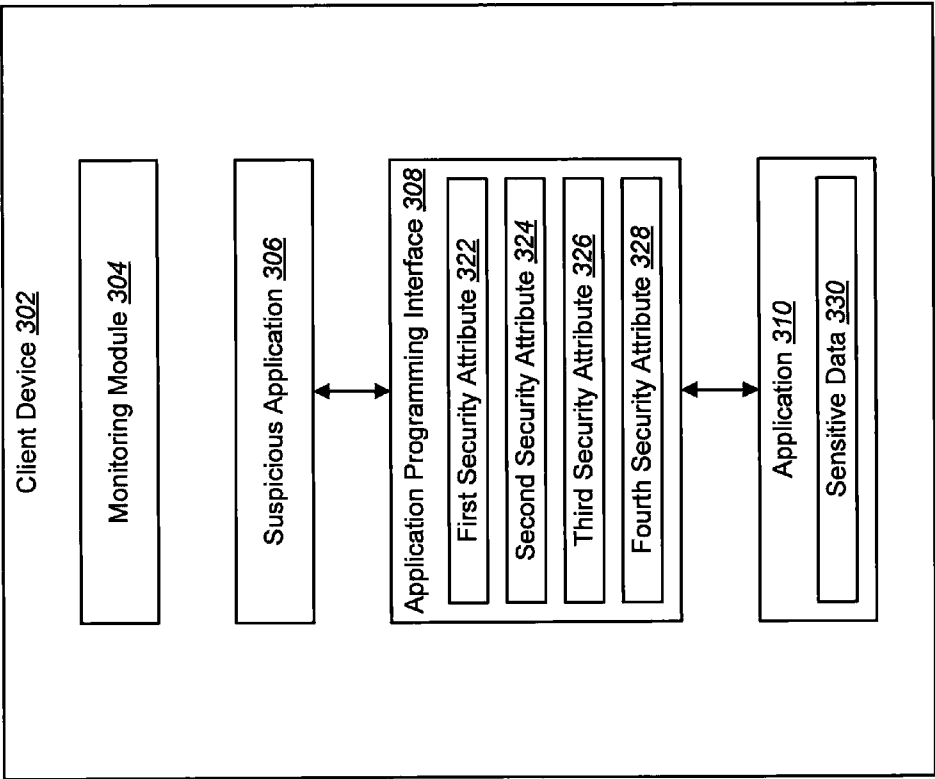 Client Device 302
Monitoring Module 304
Suspicious Application 306
Application Programming Interface 308
First Security Attribute 322
Second Security Attribute 324
Third Security Attribute 326
Fourth Security Attribute 328
Application 310
Sensitive Data 330